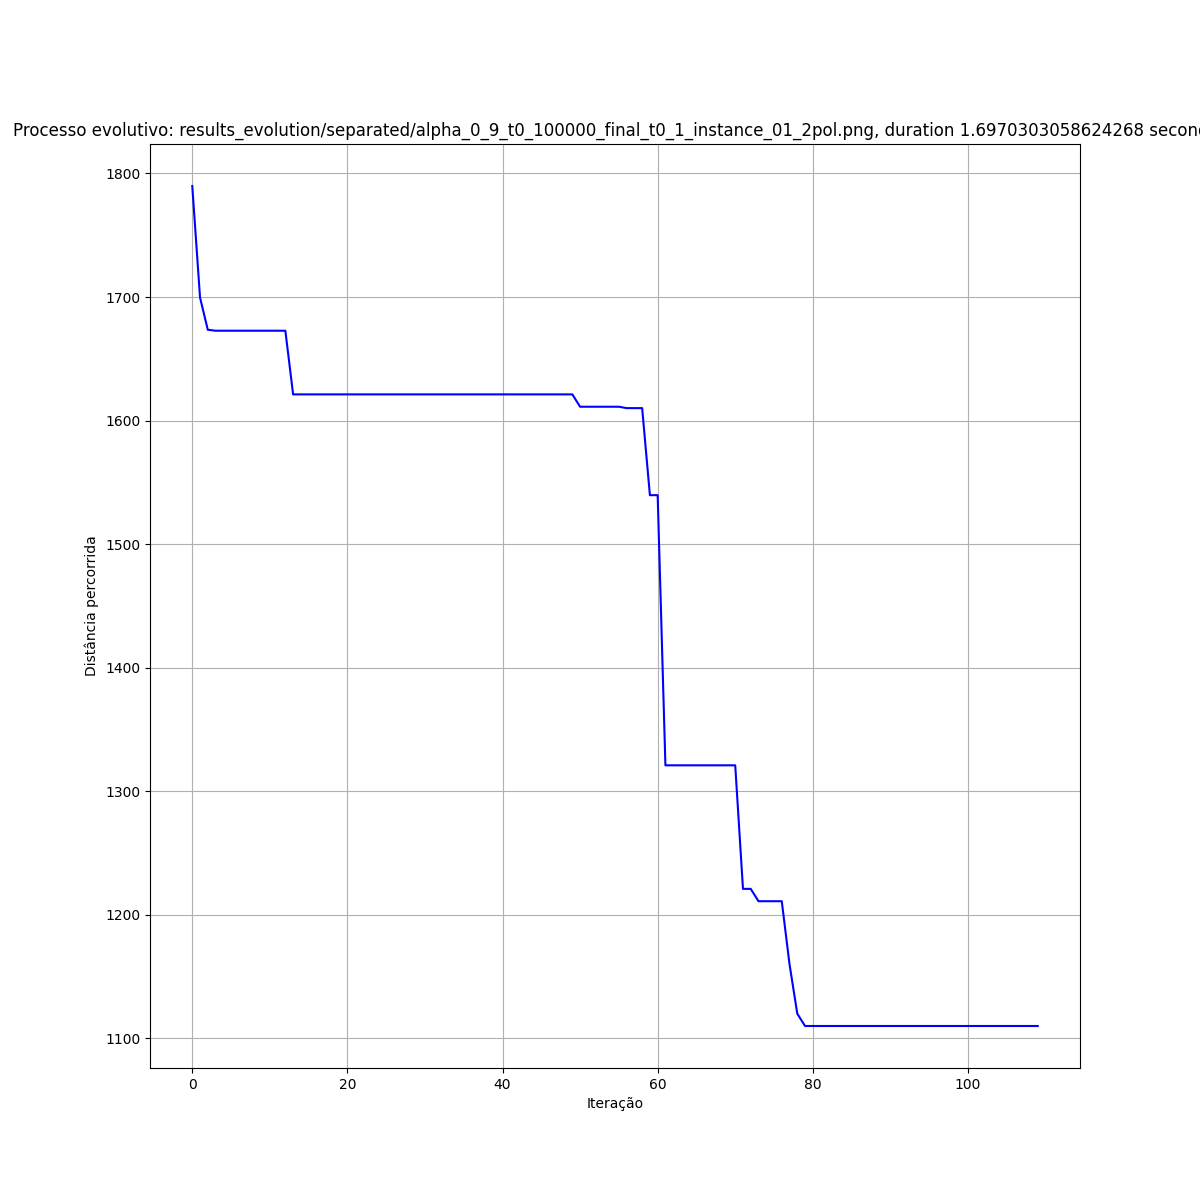 Processo evolutivo: results_evolution/separated/alpha_0_9_t0_100000_final_t0_1_instance_01_2pol.png, duration 1.6970303058624268
1800
1700
1600
1500
1400
1300
1200
1100
Distância percorrida
0 20 40 60 80 100
Iteração